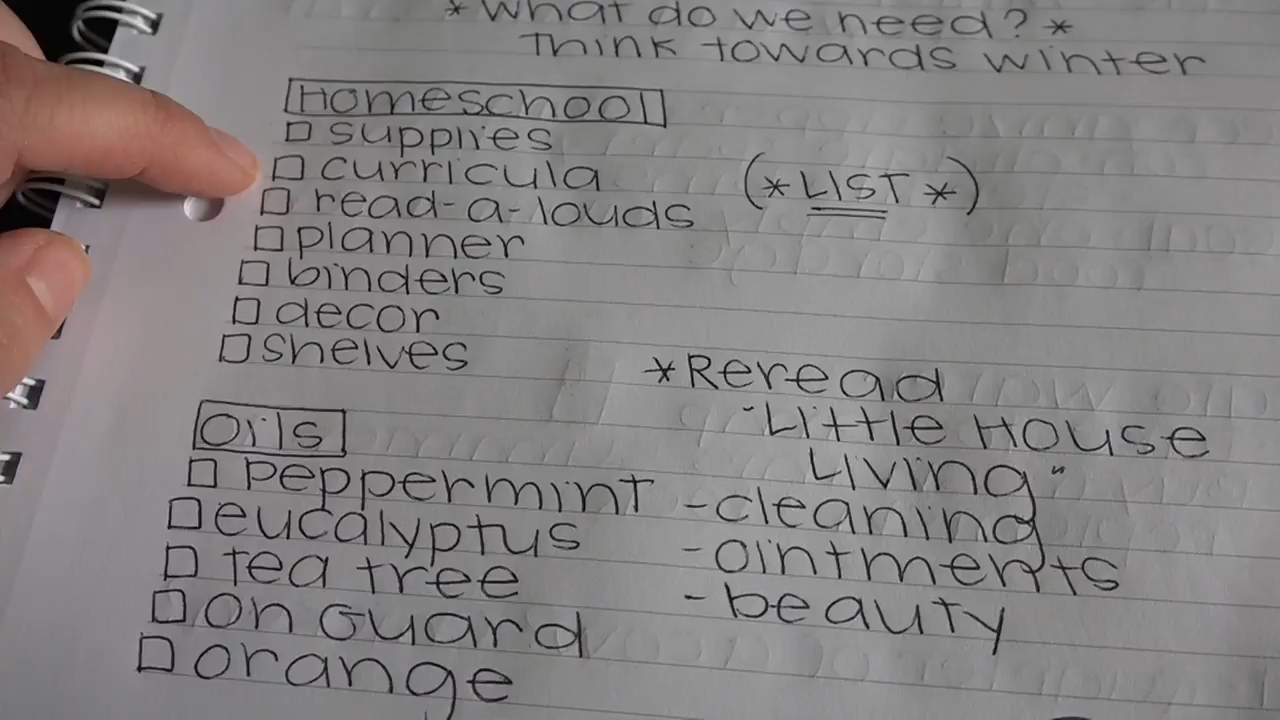 *What do we need?*
Think towards winter
Homeschool
□ supplies
□ curricula (*LIST*)
□ read-a-louds
□ planner
□ binders
□ decor
□ shelves
*Reread
"Little House
Living"
-cleaning
-ointments
-beauty
Oils
□ peppermint
□ eucalyptus
□ tea tree
□ on Guard
□ orange